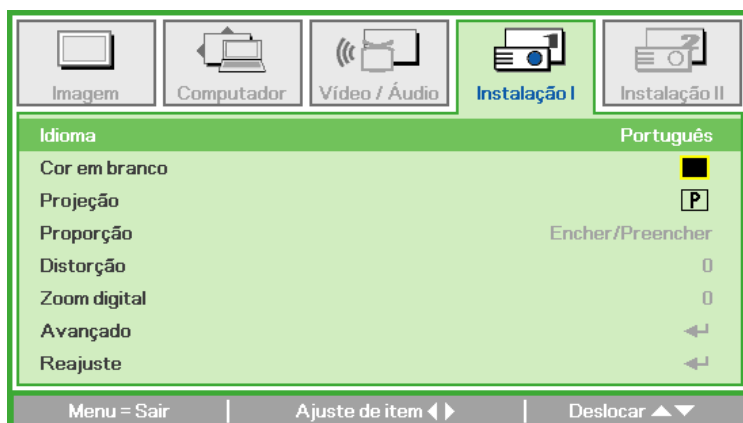 Imagem
Computador
Vídeo / Áudio
Instalação I
Instalação II
Idioma Português
Cor em branco
Projeção P
Proporção Encher/Preencher
Distorção 0
Zoom digital 0
Avançado
Reajuste
Menu = Sair Ajuste de item Deslocar